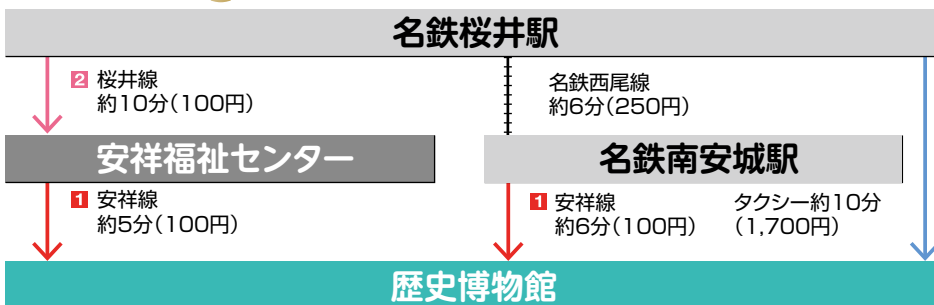 名鉄桜井駅
2 桜井線
約10分(100円)
名鉄西尾線
約6分(250円)
安祥福祉センター
名鉄南安城駅
1 安祥線
約5分(100円)
1 安祥線
約6分(100円)
タクシー約10分
(1,700円)
歴史博物館